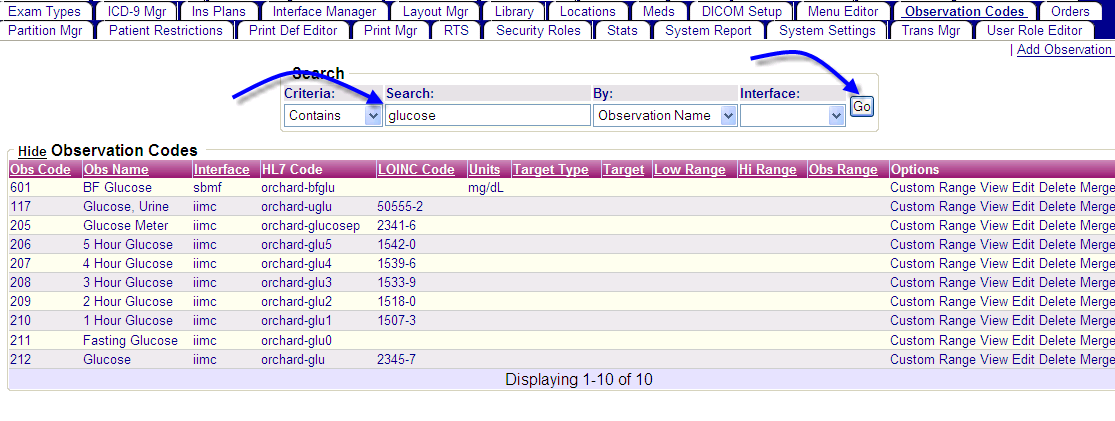 Exam Types ICD-9 Mgr Ins Plans Interface Manager Layout Mgr Library Locations Meds DICOM Setup Menu Editor Observation Codes Orders
Partition Mgr Patient Restrictions Print Def Editor Print Mgr RTS Security Roles Stats System Report System Settings Trans Mgr User Role Editor
| Add Observation
Search
Criteria: Search: By: Interface:
Contains glucose Observation Name Go
Hide Observation Codes
Obs Code Obs Name Interface HL7 Code LOINC Code Units Target Type Target Low Range Hi Range Obs Range Options
601 BF Glucose sbmf orchard-bfglu mg/dL Custom Range View Edit Delete Merge
117 Glucose, Urine iimc orchard-uglu 50555-2 Custom Range View Edit Delete Merge
205 Glucose Meter iimc orchard-glucosep 2341-6 Custom Range View Edit Delete Merge
206 5 Hour Glucose iimc orchard-glu5 1542-0 Custom Range View Edit Delete Merge
207 4 Hour Glucose iimc orchard-glu4 1539-6 Custom Range View Edit Delete Merge
208 3 Hour Glucose iimc orchard-glu3 1533-9 Custom Range View Edit Delete Merge
209 2 Hour Glucose iimc orchard-glu2 1518-0 Custom Range View Edit Delete Merge
210 1 Hour Glucose iimc orchard-glu1 1507-3 Custom Range View Edit Delete Merge
211 Fasting Glucose iimc orchard-glu0 Custom Range View Edit Delete Merge
212 Glucose iimc orchard-glu 2345-7 Custom Range View Edit Delete Merge
Displaying 1-10 of 10